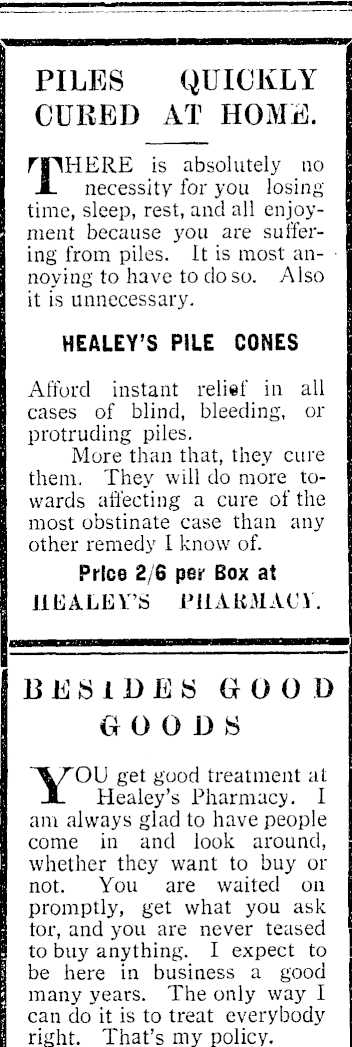 PILES QUICKLY
CURED AT HOME.
THERE is absolutely no
necessity for you losing
time, sleep, rest, and all enjoy-
ment because you are suffer-
ing from piles. It is most an-
noying to have to do so. Also
it is unnecessary.
HEALEY'S PILE CONES
Afford instant relief in all
cases of blind, bleeding, or
protruding piles.
More than that, they cure
them. They will do more to-
wards affecting a cure of the
most obstinate case than any
other remedy I know of.
Price 2/6 per Box at
HEALEY'S PHARMACY.
BESIDES GOOD
GOODS
YOU get good treatment at
Healey's Pharmacy. I
am always glad to have people
come in and look around,
whether they want to buy or
not. You are waited on
promptly, get what you ask
tor, and you are never teased
to buy anything. I expect to
be here in business a good
many years. The only way I
can do it is to treat everybody
right. That's my policy.